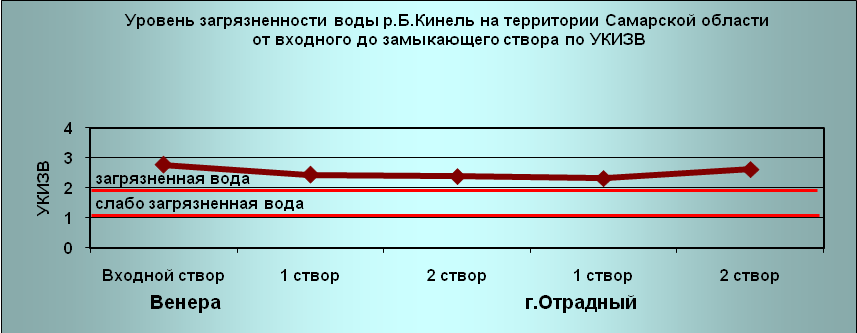 Уровень загрязненности воды р.Б.Кинель на территории Самарской области
от входного до замыкающего створа по УКИЗВ
УКИЗВ
4
3
2
1
0
загрязненная вода
слабо загрязненная вода
Входной створ 1 створ 2 створ 1 створ 2 створ
Венера г.Отрадный